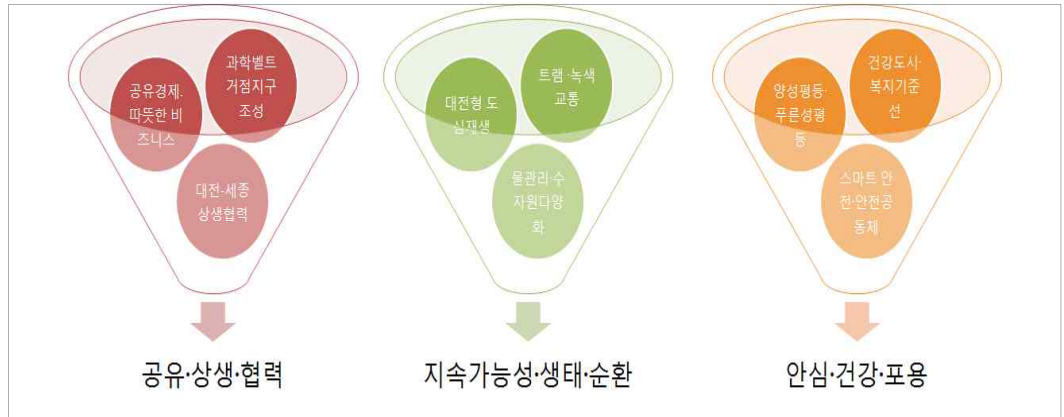 공유경제·
따뜻한 비
즈니스
과학벨트
거점지구
조성
대전-세종
상생협력
공유·상생·협력
대전형 도
심재생
트램·녹색
교통
물관리·수
자원다양
화
지속가능성·생태·순환
양성평등·
푸른성평
등
건강도시·
복지기준
선
스마트 안
전·안전공
동체
안심·건강·포용